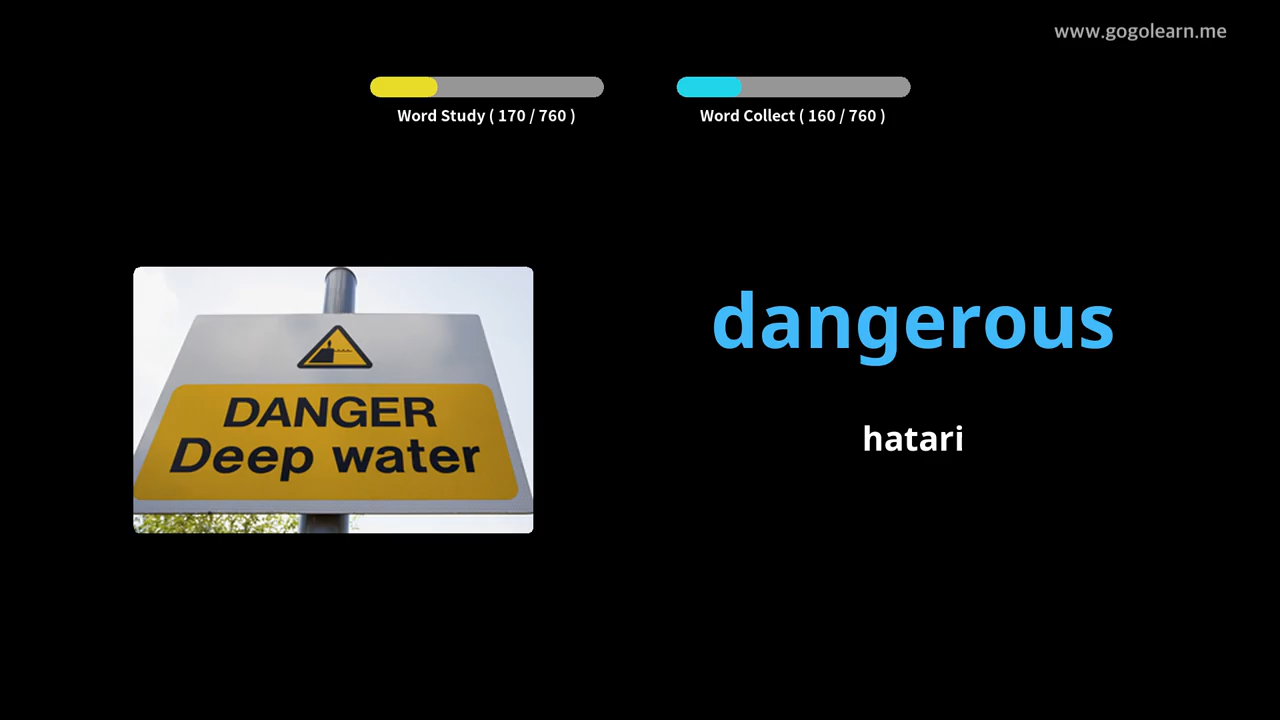 www.gogolearn.me
Word Study ( 170 / 760 )
Word Collect ( 160 / 760 )
DANGER
Deep water
dangerous
hatari